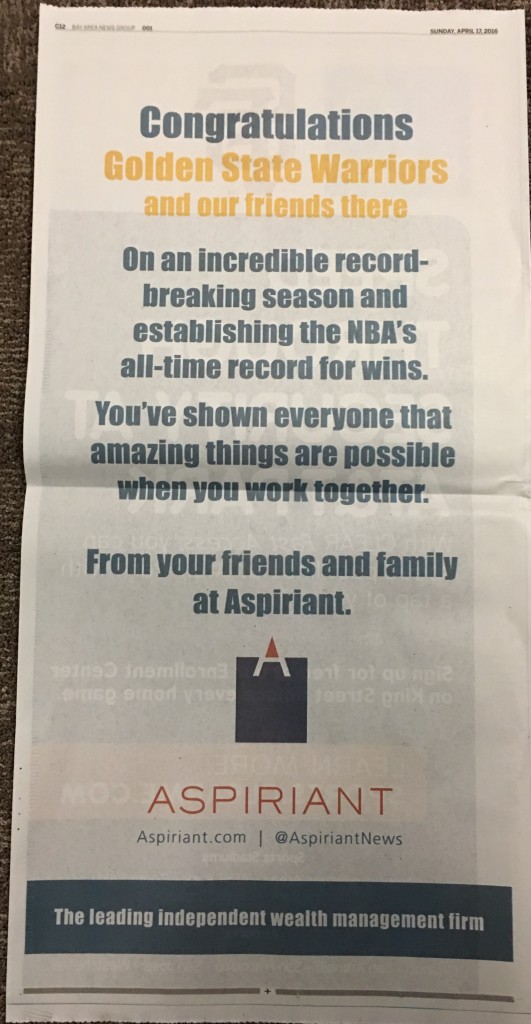 C12 BAY AREA NEWS GROUP 001 SUNDAY, APRIL 17, 2016
Congratulations
Golden State Warriors
and our friends there
On an incredible record-
breaking season and
establishing the NBA's
all-time record for wins.
You've shown everyone that
amazing things are possible
when you work together.
From your friends and family
at Aspiriant.
A
ASPIRIANT
Aspiriant.com | @AspiriantNews
The leading independent wealth management firm